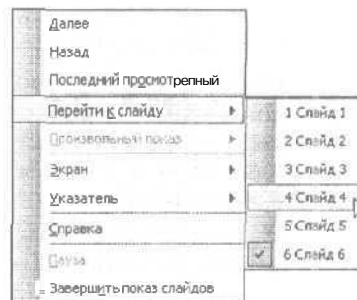 Далее
Назад
Последний просмотрепный
Перейти к слайду
Произвольный показ
Экран
Указатель
Справка
Пауза
Завершить показ слайдов
1 Слайд 1
2 Слайд 2
3 Слайд 3
4 Слайд 4
5 Слайд 5
6 Слайд 6